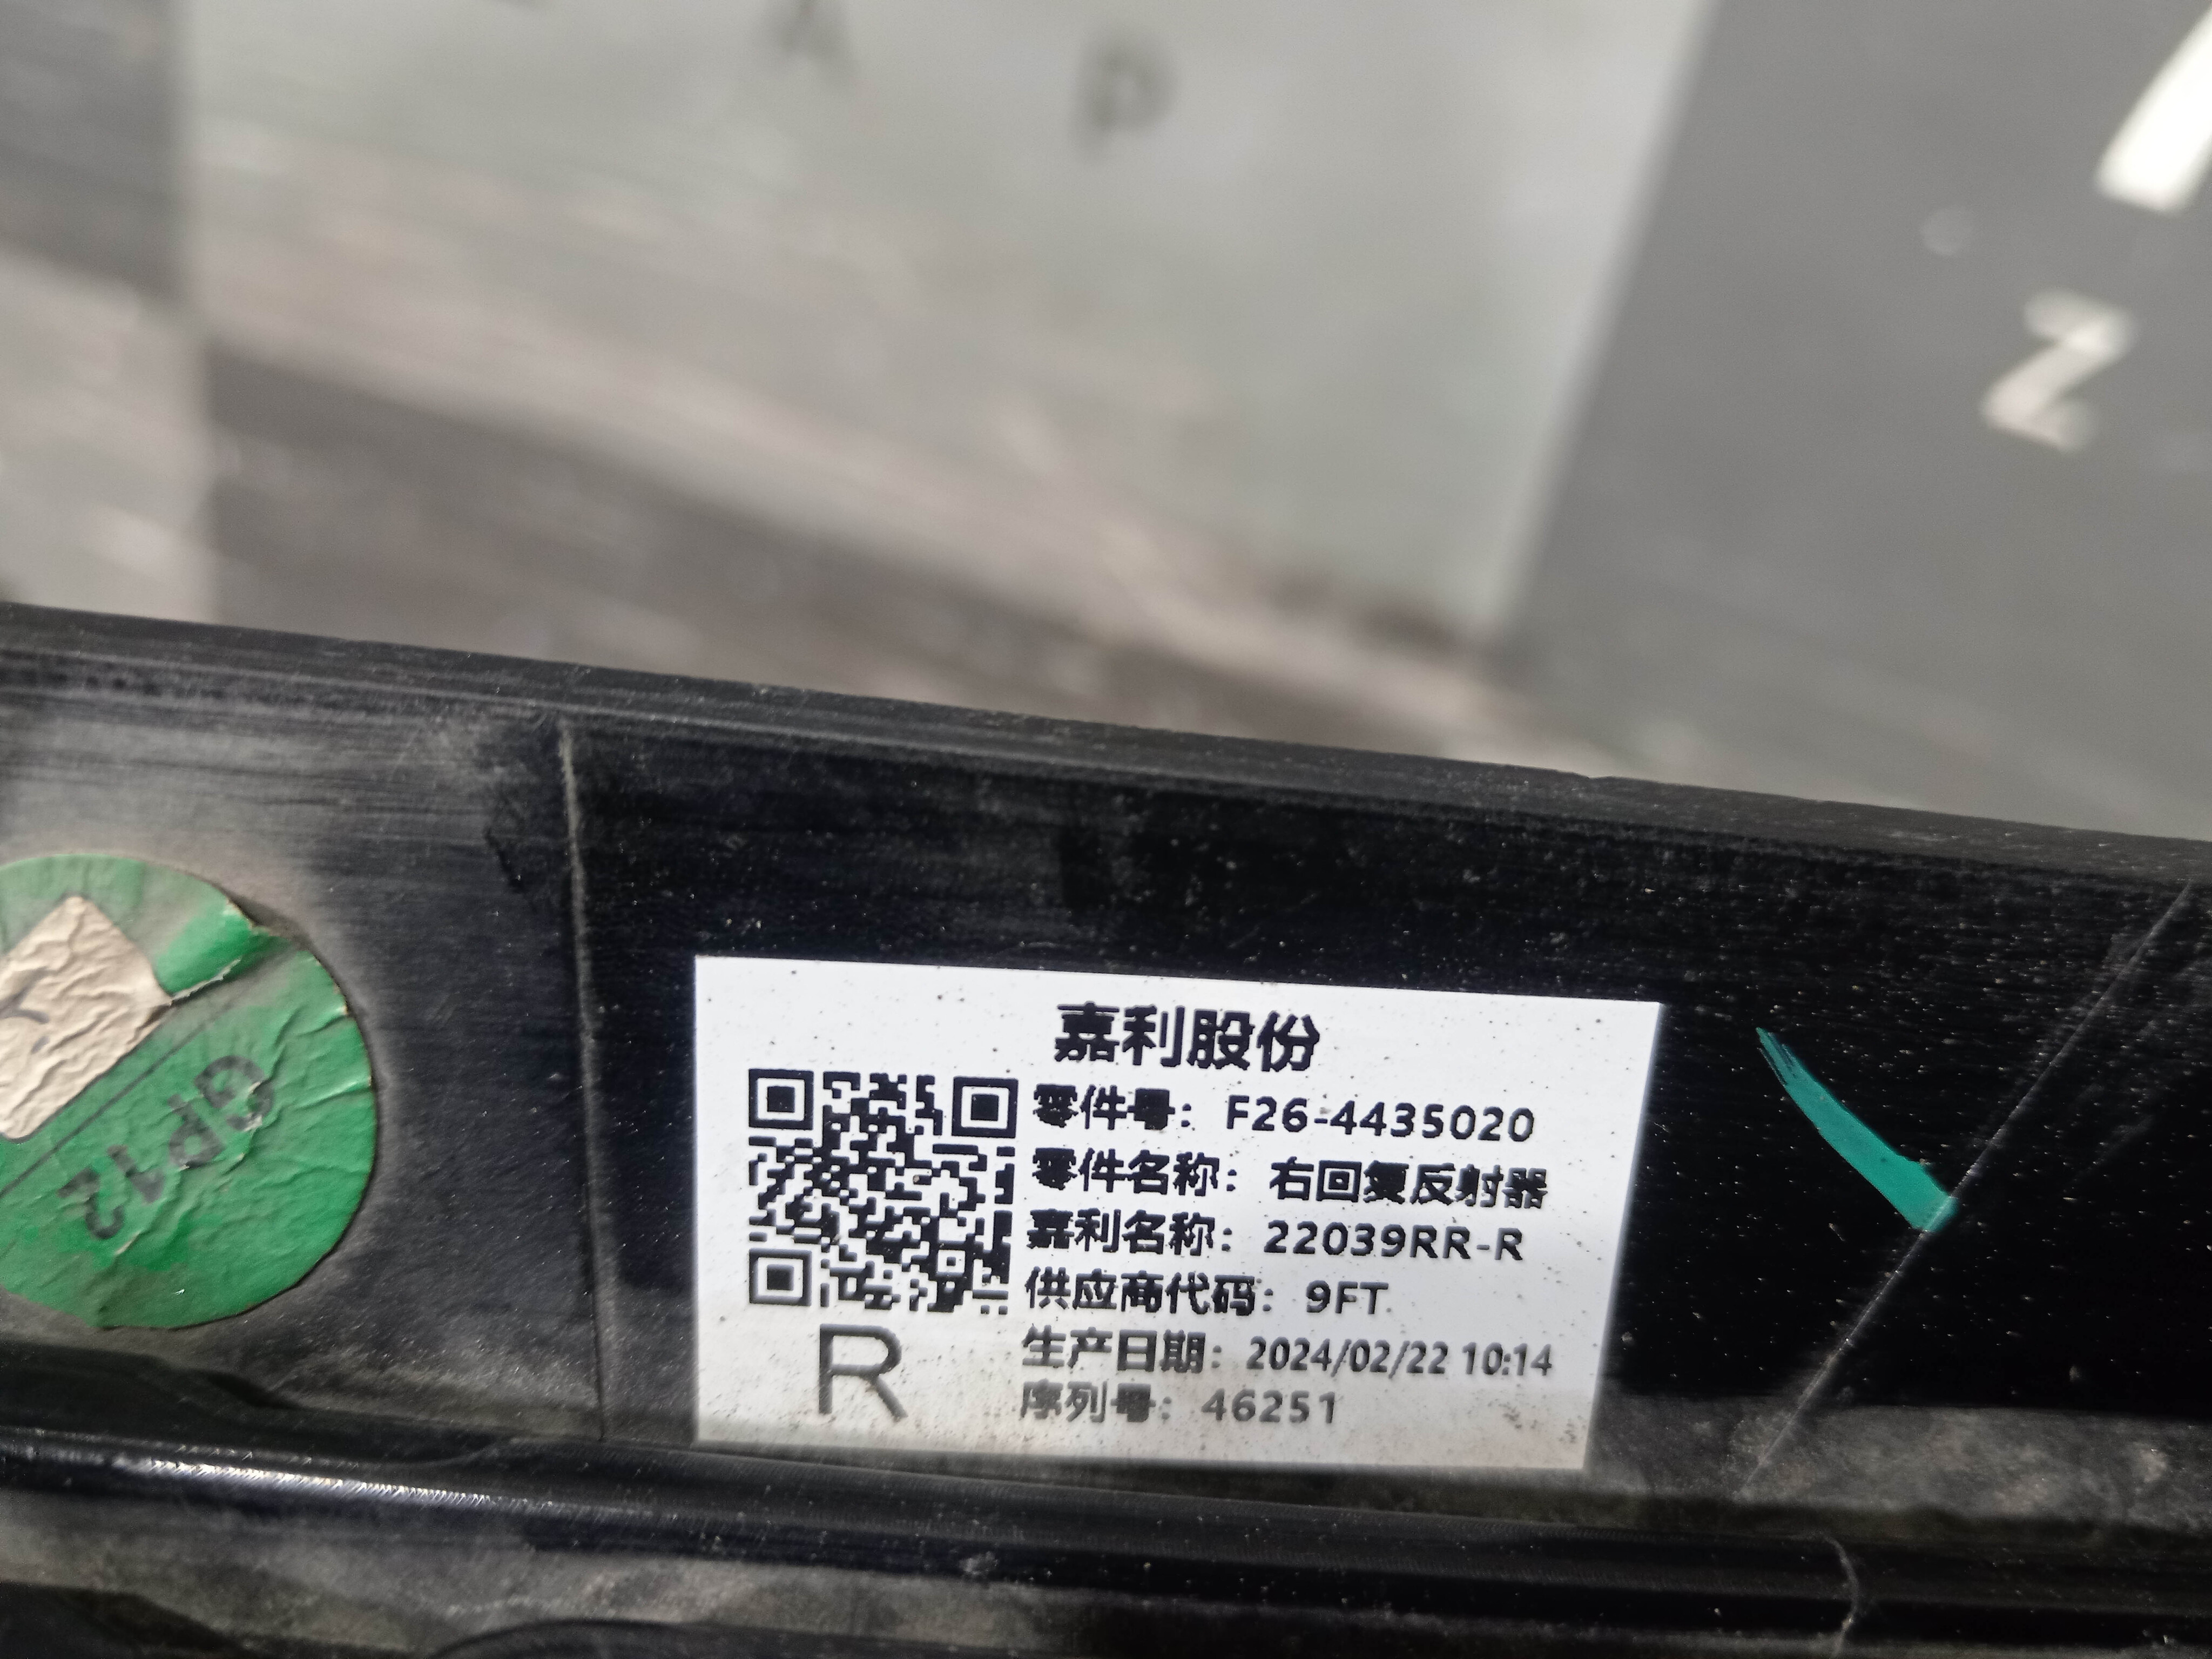 嘉利股份
零件号：F26-4435020
零件名称：右回复反射器
嘉利名称：22039RR-R
供应商代码：9FT
生产日期：2024/02/22 10:14
序列号：46251
R
GP12